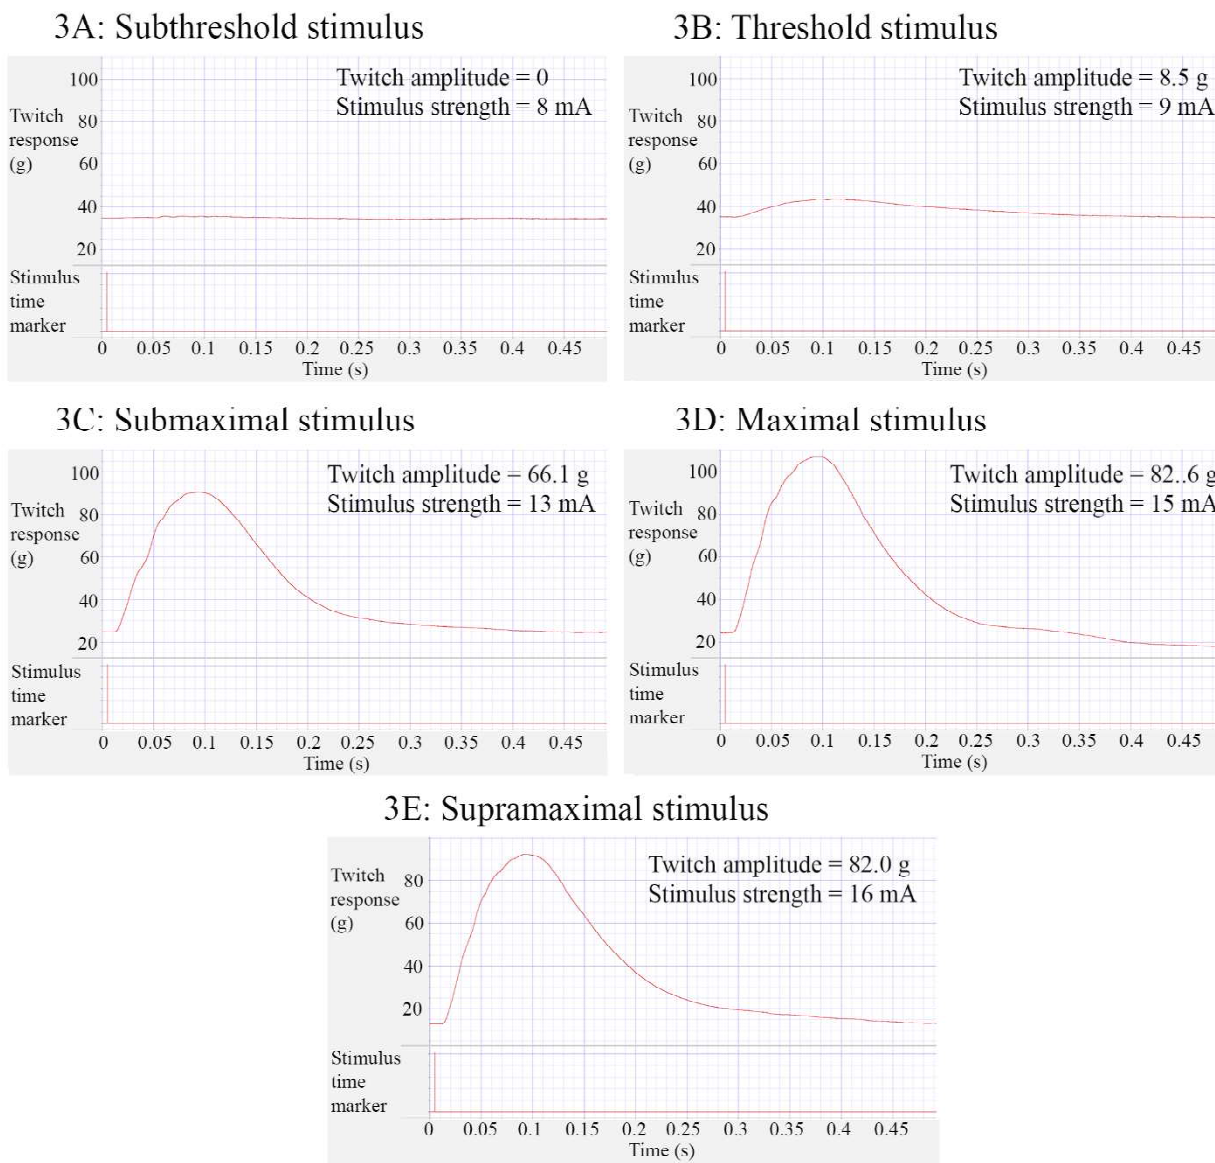 3A: Subthreshold stimulus
Twitch amplitude = 0
Stimulus strength = 8 mA
Twitch
response
(g)
100
80
60
40
20
Stimulus
time
marker
0 0.05 0.1 0.15 0.2 0.25 0.3 0.35 0.4 0.45
Time (s)
3B: Threshold stimulus
Twitch amplitude = 8.5 g
Stimulus strength = 9 mA
Twitch
response
(g)
100
80
60
40
20
Stimulus
time
marker
0 0.05 0.1 0.15 0.2 0.25 0.3 0.35 0.4 0.45
Time (s)
3C: Submaximal stimulus
Twitch amplitude = 66.1 g
Stimulus strength = 13 mA
Twitch
response
(g)
100
80
60
40
20
Stimulus
time
marker
0 0.05 0.1 0.15 0.2 0.25 0.3 0.35 0.4 0.45
Time (s)
3D: Maximal stimulus
Twitch amplitude = 82..6 g
Stimulus strength = 15 mA
Twitch
response
(g)
100
80
60
40
20
Stimulus
time
marker
0 0.05 0.1 0.15 0.2 0.25 0.3 0.35 0.4 0.45
Time (s)
3E: Supramaximal stimulus
Twitch amplitude = 82.0 g
Stimulus strength = 16 mA
Twitch
response
(g)
80
60
40
20
Stimulus
time
marker
0 0.05 0.1 0.15 0.2 0.25 0.3 0.35 0.4 0.45
Time (s)